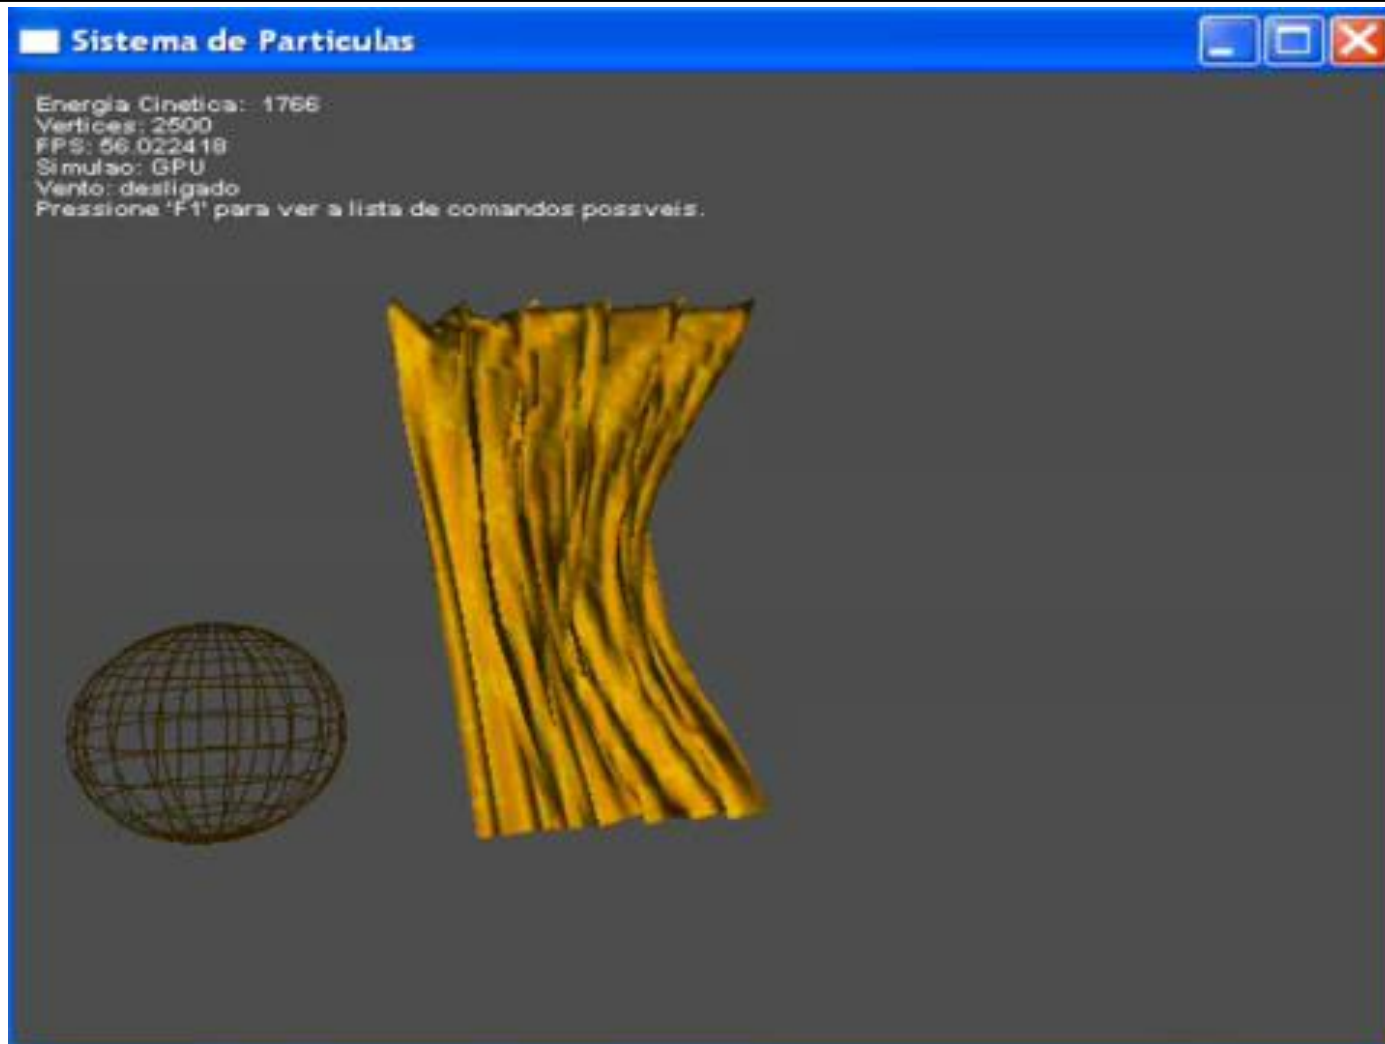 Sistema de Particulas
Energia Cinetica: 1766
Vertices: 2500
FPS: 56.022418
Simulao: GPU
Vento: desligado
Pressione 'F1' para ver a lista de comandos possveis.